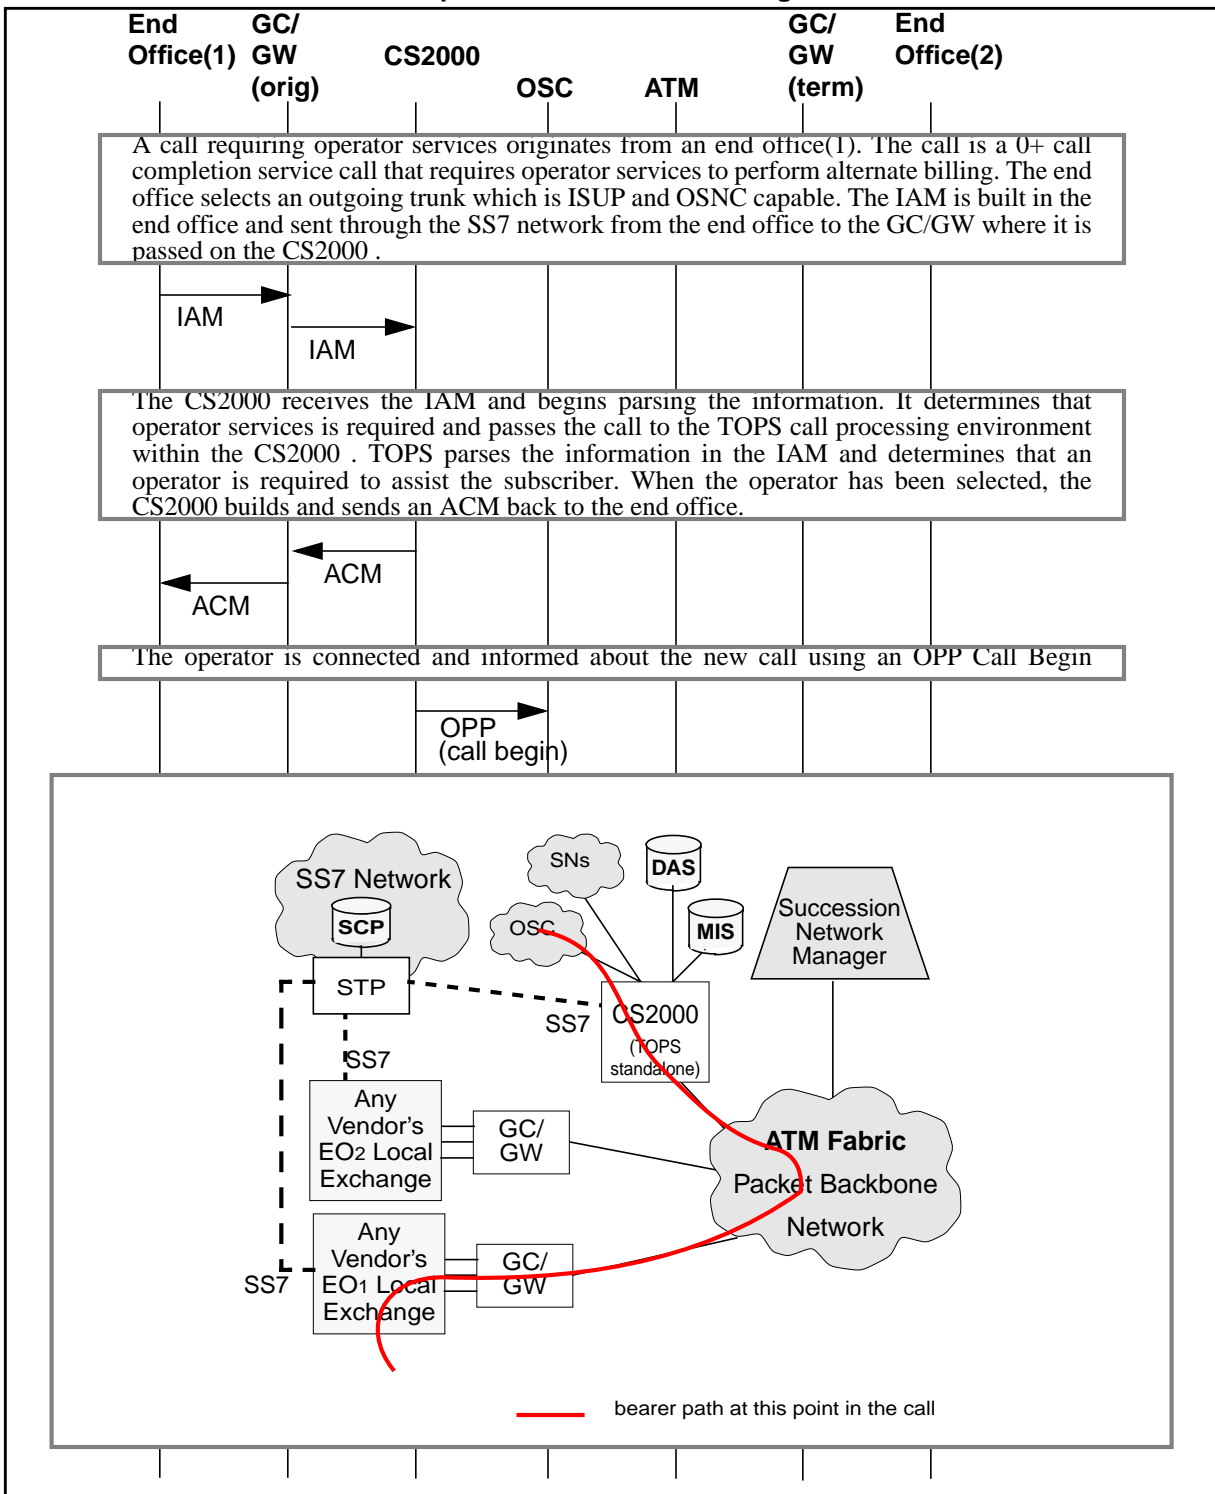 End Office(1)
GC/ GW (orig)
CS2000
OSC
ATM
GC/ GW (term)
End Office(2)
A call requiring operator services originates from an end office(1). The call is a 0+ call
completion service call that requires operator services to perform alternate billing. The end
office selects an outgoing trunk which is ISUP and OSNC capable. The IAM is built in the
end office and sent through the SS7 network from the end office to the GC/GW where it is
passed on the CS2000 .
IAM
IAM
The CS2000 receives the IAM and begins parsing the information. It determines that
operator services is required and passes the call to the TOPS call processing environment
within the CS2000 . TOPS parses the information in the IAM and determines that an
operator is required to assist the subscriber. When the operator has been selected, the
CS2000 builds and sends an ACM back to the end office.
ACM
ACM
The operator is connected and informed about the new call using an OPP Call Begin
OPP
(call begin)
SS7 Network
SCP
STP
SNs
OSC
DAS
MIS
Succession
Network
Manager
SS7
CS2000
(TOPS
standalone)
SS7
Any
Vendor's
EO2 Local
Exchange
GC/
GW
ATM Fabric
Packet Backbone
Network
SS7
Any
Vendor's
EO1 Local
Exchange
GC/
GW
bearer path at this point in the call